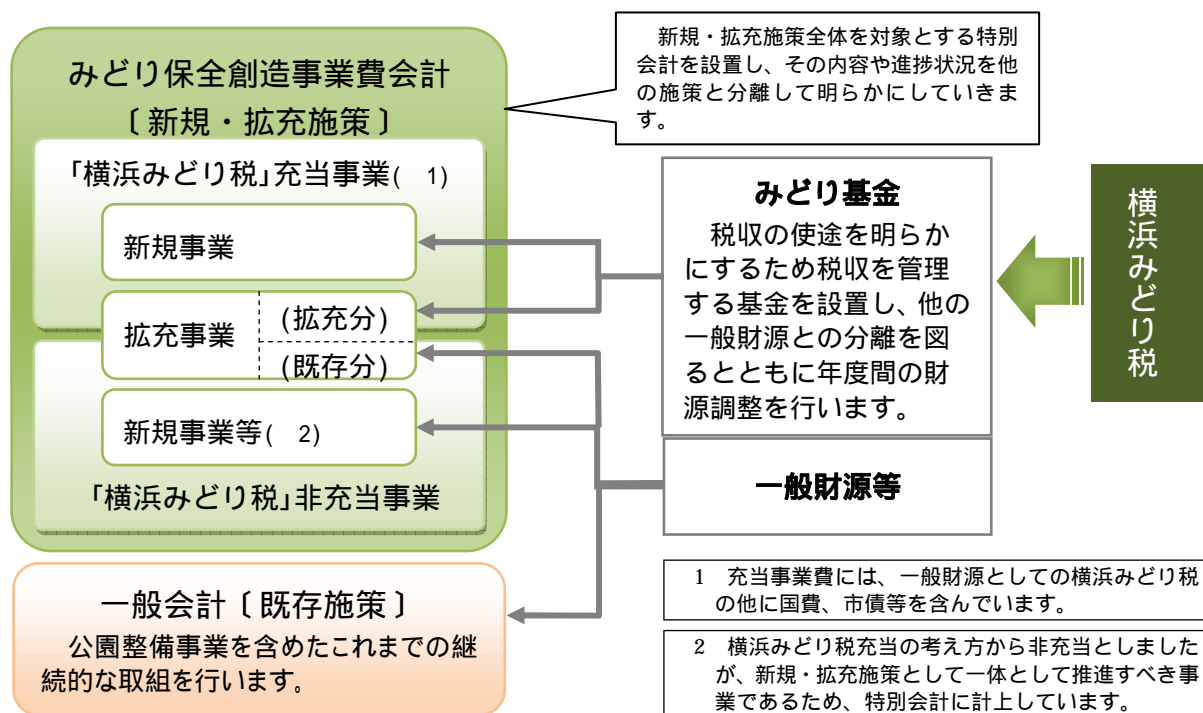 みどり保全創造事業費会計
〔新規・拡充施策〕
「横浜みどり税」充当事業( 1)
新規事業
拡充事業
(拡充分)
(既存分)
新規事業等( 2)
「横浜みどり税」非充当事業
一般会計〔既存施策〕
公園整備事業を含めたこれまでの継
続的な取組を行います。
新規・拡充施策全体を対象とする特別
会計を設置し、その内容や進捗状況を他
の施策と分離して明らかにしていきま
す。
みどり基金
税収の使途を明らか
にするため税収を管理
する基金を設置し、他の
一般財源との分離を図
るとともに年度間の財
源調整を行います。
一般財源等
横浜みどり税
1 充当事業費には、一般財源としての横浜みどり税
の他に国費、市債等を含んでいます。
2 横浜みどり税充当の考え方から非充当としました
が、新規・拡充施策として一体として推進すべき事
業であるため、特別会計に計上しています。